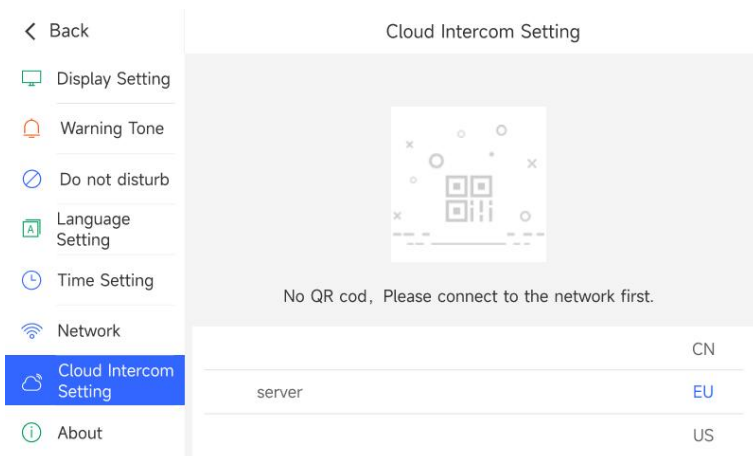 Back
Display Setting
Warning Tone
Do not disturb
Language
Setting
Time Setting
Network
Cloud Intercom
Setting
About
Cloud Intercom Setting
No QR cod, Please connect to the network first.
CN
server EU
US